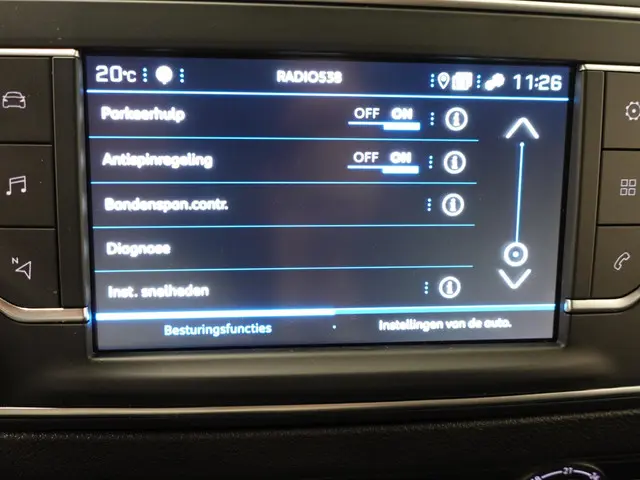 20°C RADIO538 11:26
Parkeerhulp OFF ON
Antispinregeling OFF ON
Bandenspan.contr.
Diagnose
Inst. snelheden
Besturingsfuncties Instellingen van de auto.
N
21